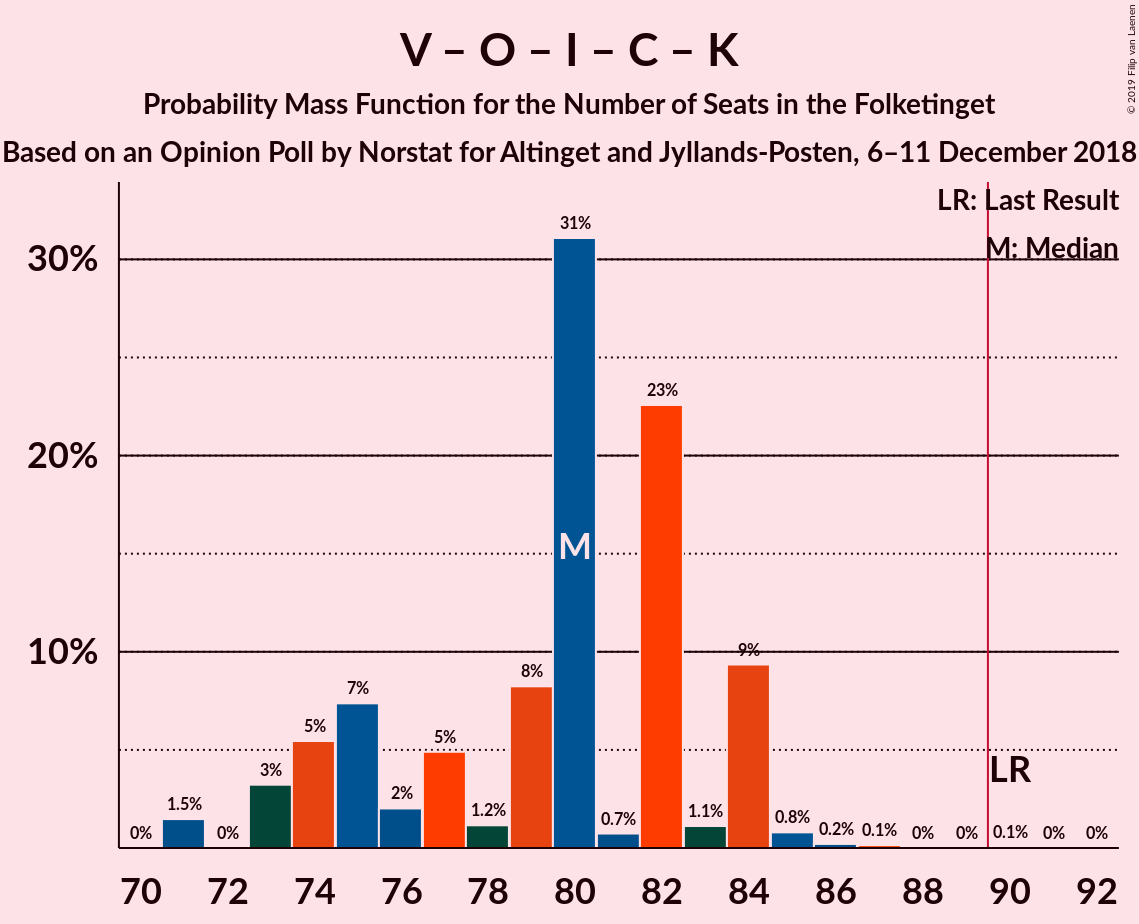 V – O – I – C – K
Probability Mass Function for the Number of Seats in the Folketinget
Based on an Opinion Poll by Norstat for Altinget and Jyllands-Posten, 6–11 December 2018
© 2019 Filip van Laenen
LR: Last Result
M: Median
30%
20%
10%
0%
1.5%
0%
3%
5%
7%
2%
5%
1.2%
8%
31%
M
0.7%
23%
1.1%
9%
0.8%
0.2%
0.1%
0%
0%
0.1%
0%
0%
LR
70 72 74 76 78 80 82 84 86 88 90 92